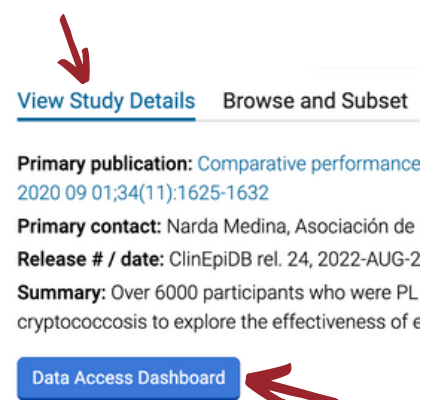 View Study Details Browse and Subset
Primary publication: Comparative performance
2020 09 01;34(11):1625-1632
Primary contact: Narda Medina, Asociación de
Release # / date: ClinEpiDB rel. 24, 2022-AUG-2
Summary: Over 6000 participants who were PL
cryptococcosis to explore the effectiveness of e
Data Access Dashboard